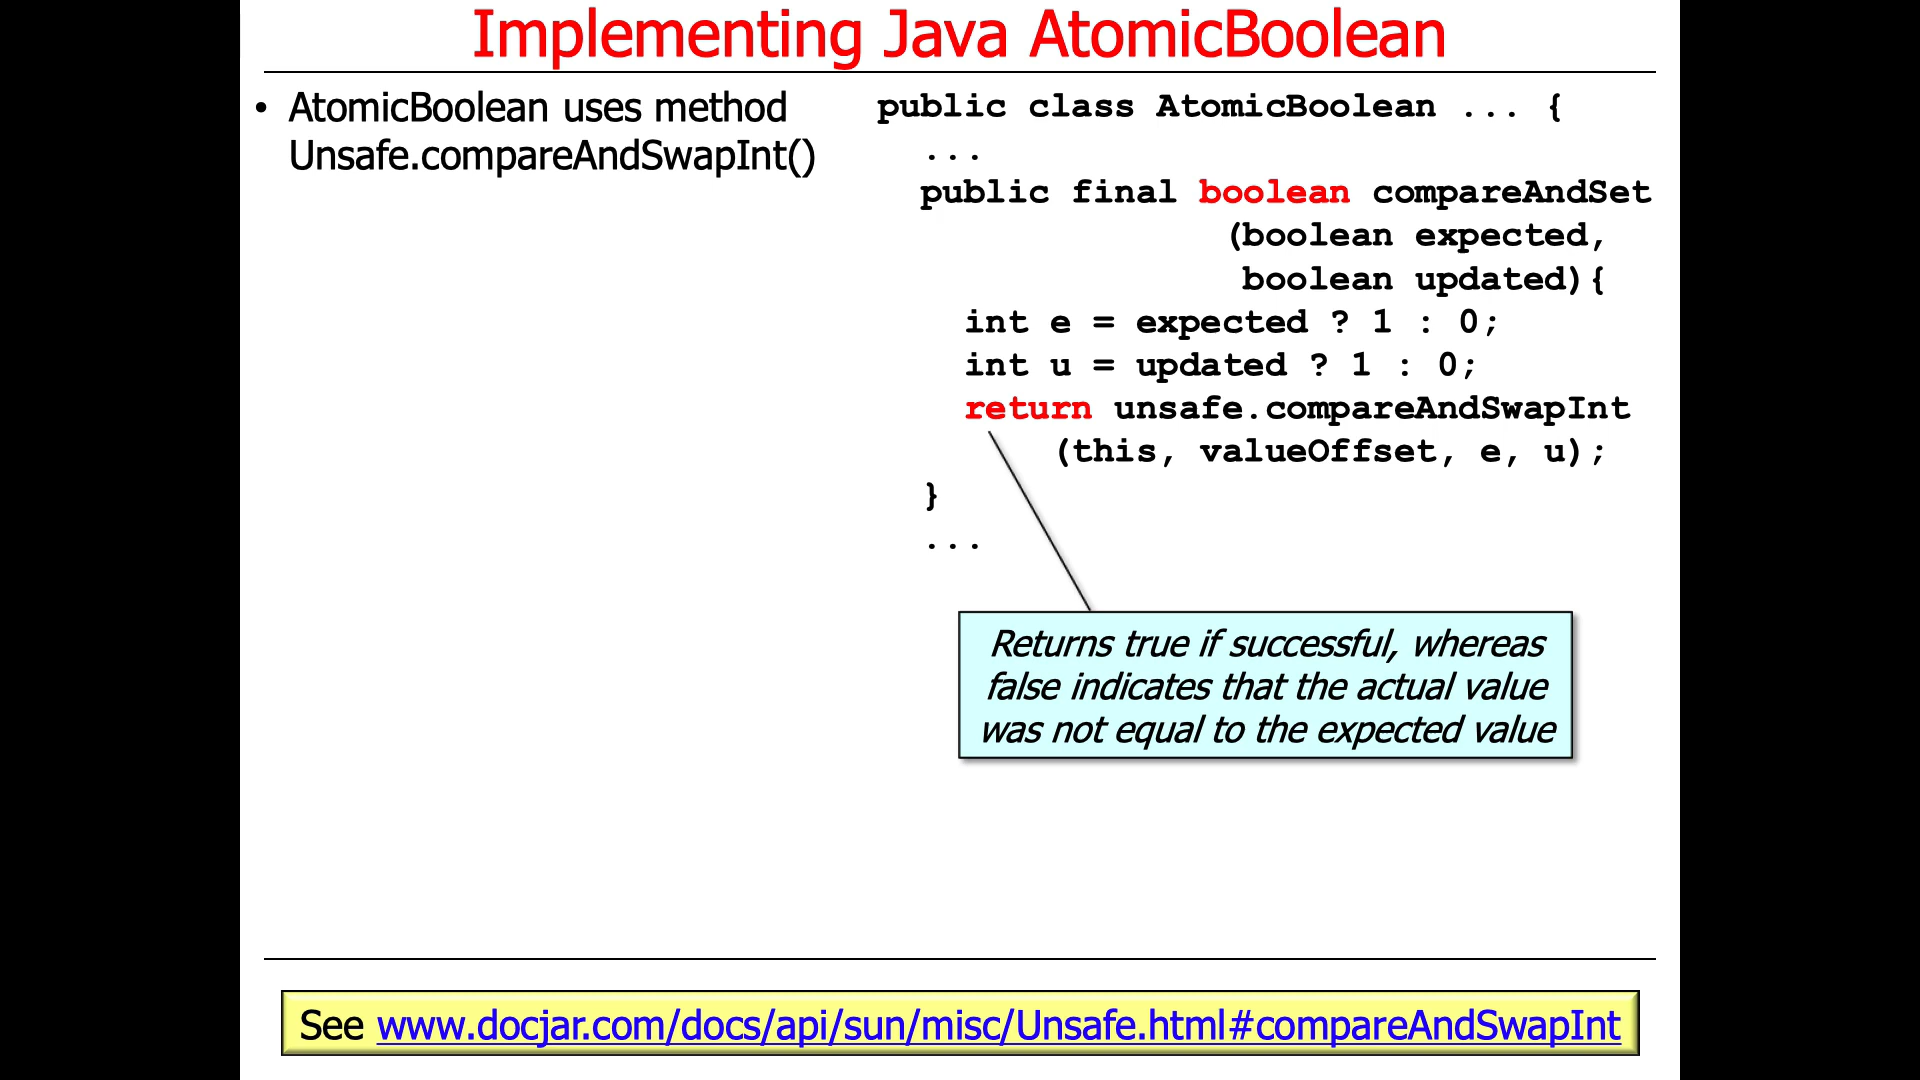 Implementing Java AtomicBoolean
• AtomicBoolean uses method
Unsafe.compareAndSwapInt()
public class AtomicBoolean ... {
...
public final boolean compareAndSet
(boolean expected,
boolean updated){
int e = expected ? 1 : 0;
int u = updated ? 1 : 0;
return unsafe.compareAndSwapInt
(this, valueOffset, e, u);
}
...
Returns true if successful, whereas
false indicates that the actual value
was not equal to the expected value
See www.docjar.com/docs/api/sun/misc/Unsafe.html#compareAndSwapInt